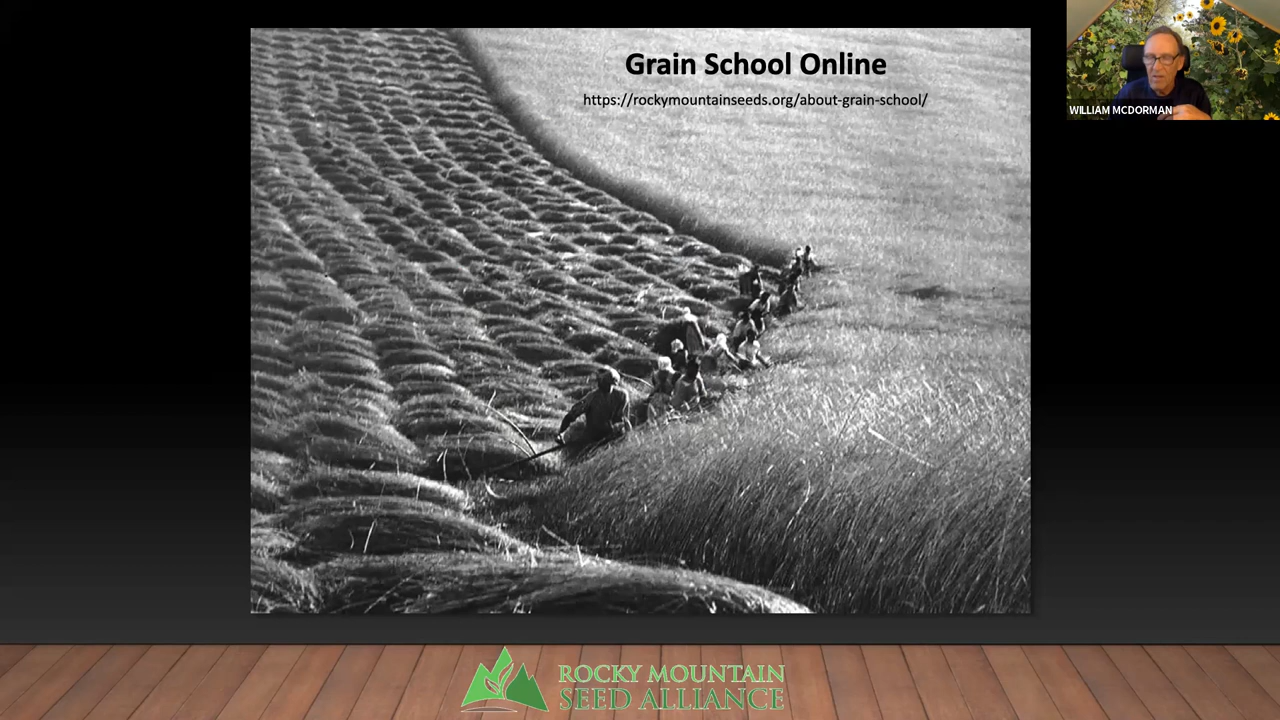 Grain School Online
https://rockymountainseeds.org/about-grain-school/
WILLIAM MCDORMAN
ROCKY MOUNTAIN
SEED ALLIANCE